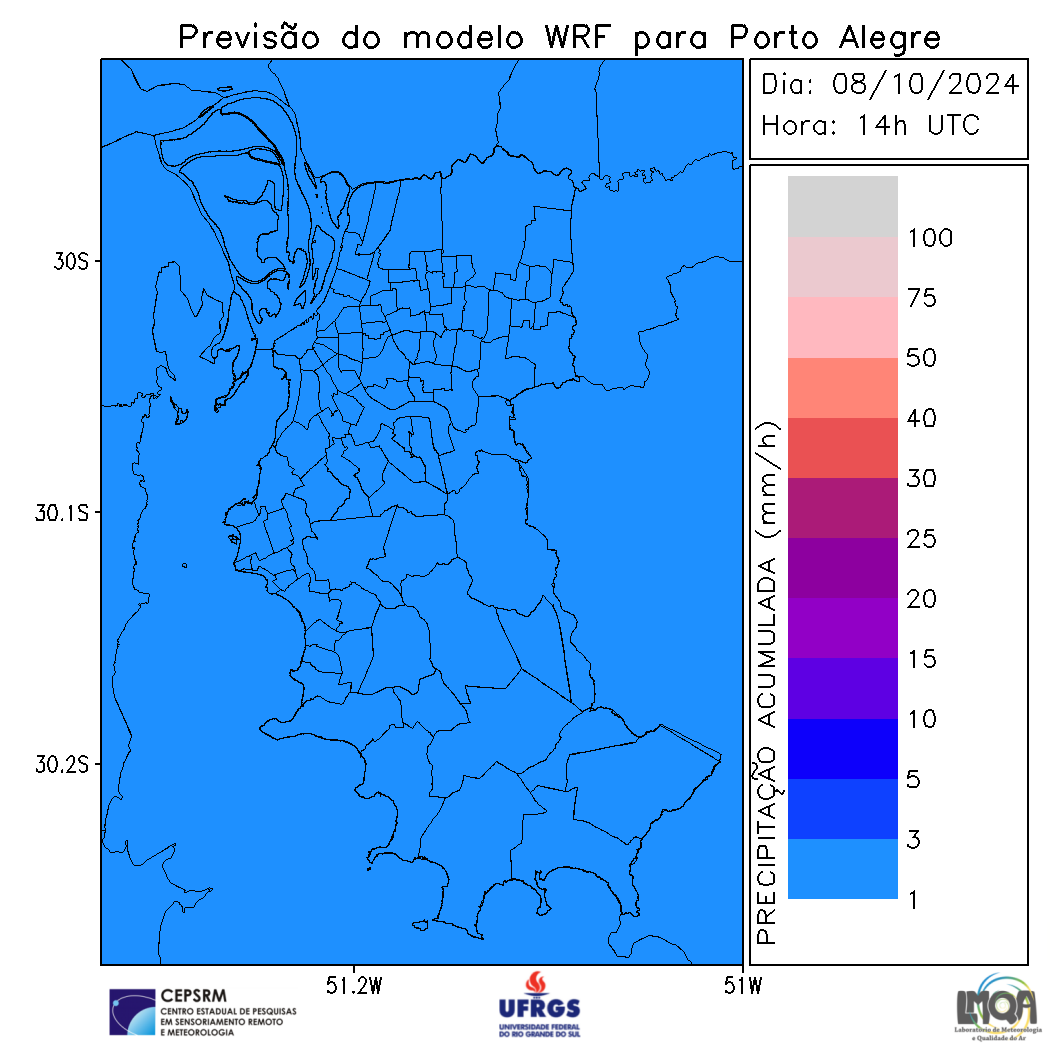 Previsão do modelo WRF para Porto Alegre
Dia: 08/10/2024
Hora: 14h UTC
30S
30.1S
30.2S
51.2W
51W
PRECIPITAÇÃO ACUMULADA (mm/h)
100
75
50
40
30
25
20
15
10
5
3
1
CEPSRM
CENTRO ESTADUAL DE PESQUISAS
EM SENSORIAMENTO REMOTO
E METEOROLOGIA
UFRGS
UNIVERSIDADE FEDERAL
DO RIO GRANDE DO SUL
LMQA
Laboratório de Meteorologia
e Qualidade do Ar